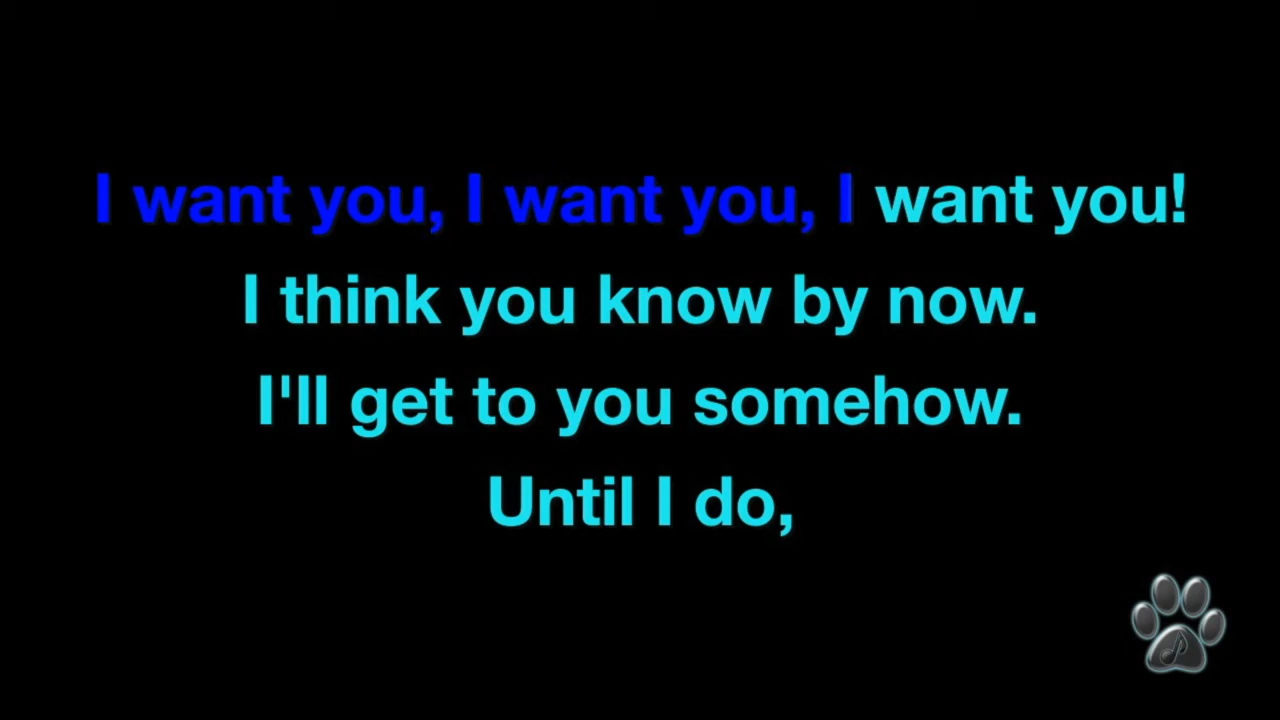 I want you, I want you, I want you!
I think you know by now.
I'll get to you somehow.
Until I do,